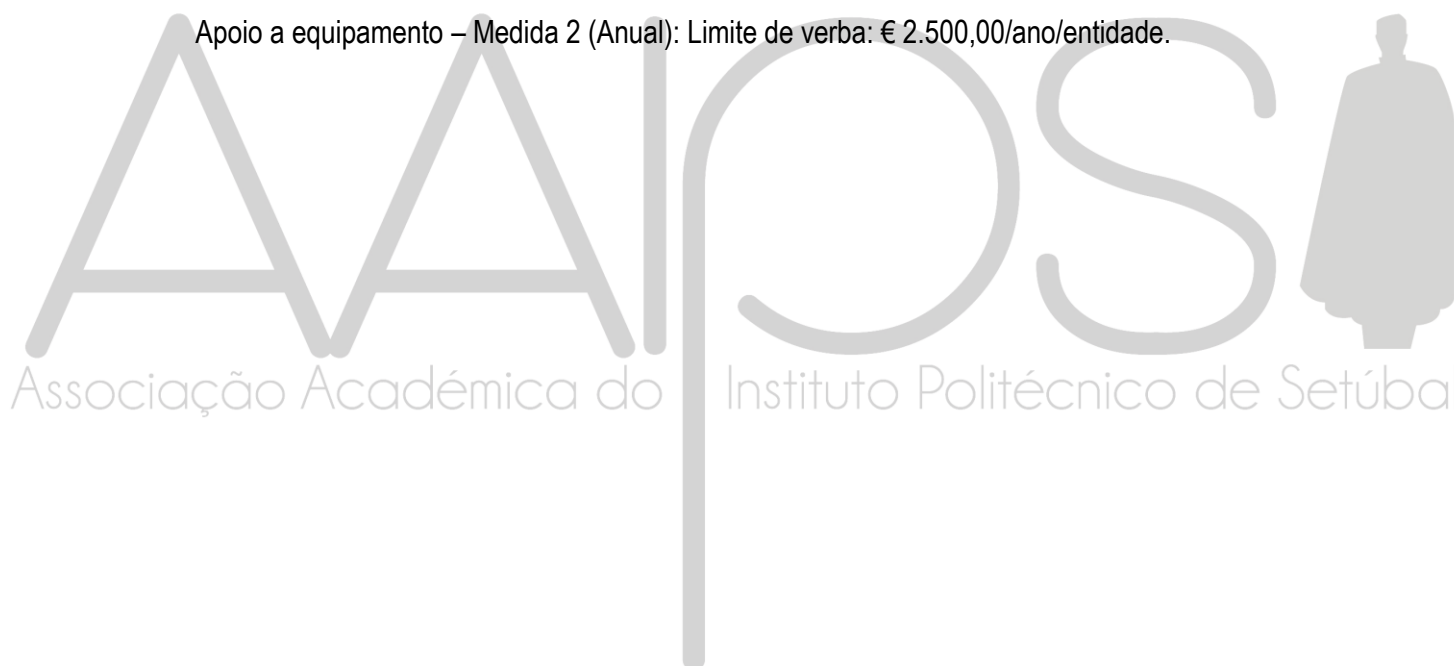 Apoio a equipamento – Medida 2 (Anual): Limite de verba: € 2.500,00/ano/entidade.
AAIPS
Associação Académica do Instituto Politécnico de Setúba